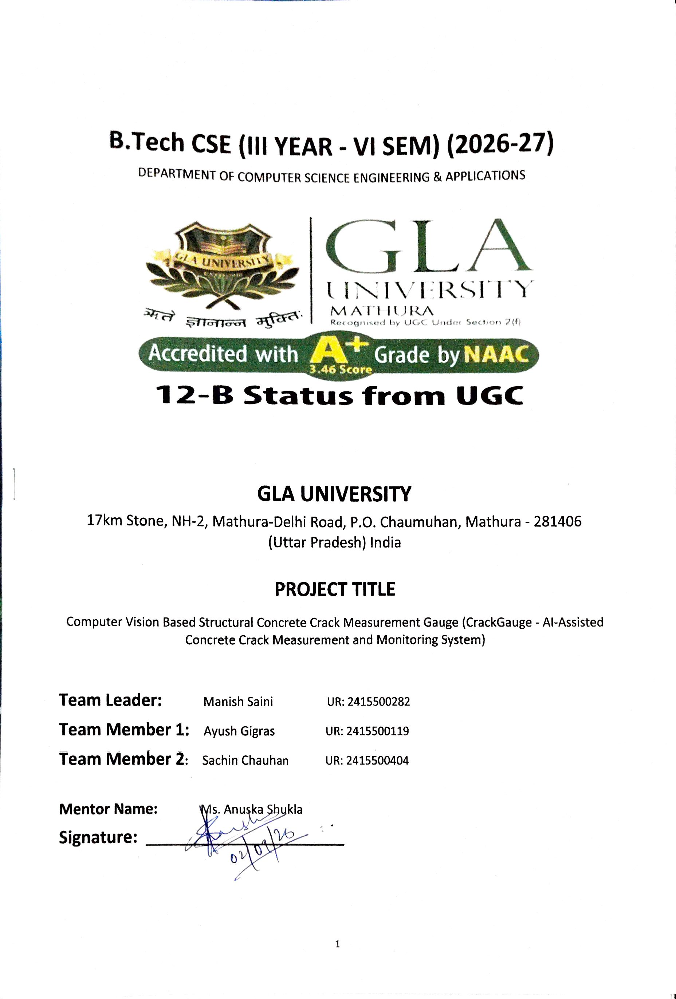 B.Tech CSE (III YEAR - VI SEM) (2026-27)
DEPARTMENT OF COMPUTER SCIENCE ENGINEERING & APPLICATIONS
GLA UNIVERSITY
ऋते ज्ञानान्न मुक्तिः
GLA
UNIVERSITY
MATHURA
Recognised by UGC Under Section 2(f)
Accredited with A+ Grade by NAAC
3.46 Score
12-B Status from UGC
GLA UNIVERSITY
17km Stone, NH-2, Mathura-Delhi Road, P.O. Chaumuhan, Mathura - 281406
(Uttar Pradesh) India
PROJECT TITLE
Computer Vision Based Structural Concrete Crack Measurement Gauge (CrackGauge - AI-Assisted
Concrete Crack Measurement and Monitoring System)
Team Leader: Manish Saini UR: 2415500282
Team Member 1: Ayush Gigras UR: 2415500119
Team Member 2: Sachin Chauhan UR: 2415500404
Mentor Name: Ms. Anuska Shukla
Signature:
02/09/26
1